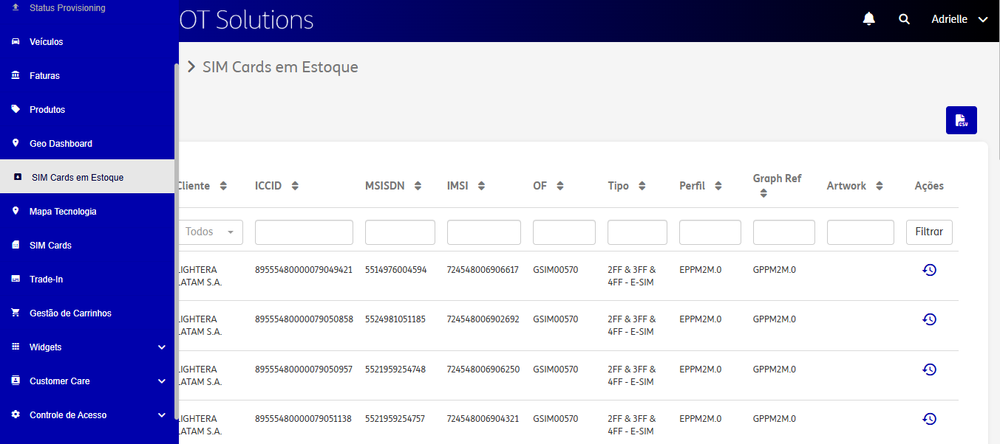 Status Provisioning
Veículos
Faturas
Produtos
Geo Dashboard
SIM Cards em Estoque
Mapa Tecnologia
SIM Cards
Trade-In
Gestão de Carrinhos
Widgets
Customer Care
Controle de Acesso
OT Solutions
Adrielle
SIM Cards em Estoque
CSV
Cliente ICCID MSISDN IMSI OF Tipo Perfil Graph Ref Artwork Ações
Todos Filtrar
LIGHTERA 89555480000079049421 5514976004594 724548006906617 GSIM00570 2FF & 3FF & EPPM2M.0 GPPM2M.0
LATAM S.A. 4FF - E-SIM
LIGHTERA 89555480000079050858 5524981051185 724548006902692 GSIM00570 2FF & 3FF & EPPM2M.0 GPPM2M.0
LATAM S.A. 4FF - E-SIM
LIGHTERA 89555480000079050957 5521959254748 724548006906250 GSIM00570 2FF & 3FF & EPPM2M.0 GPPM2M.0
LATAM S.A. 4FF - E-SIM
LIGHTERA 89555480000079051138 5521959254757 724548006904321 GSIM00570 2FF & 3FF & EPPM2M.0 GPPM2M.0
LATAM S.A. 4FF - E-SIM